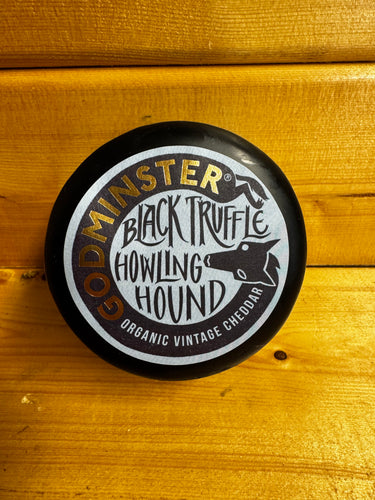 GODMINSTER®
BLACK TRUFFLE
HOWLING
HOUND
ORGANIC VINTAGE CHEDDAR